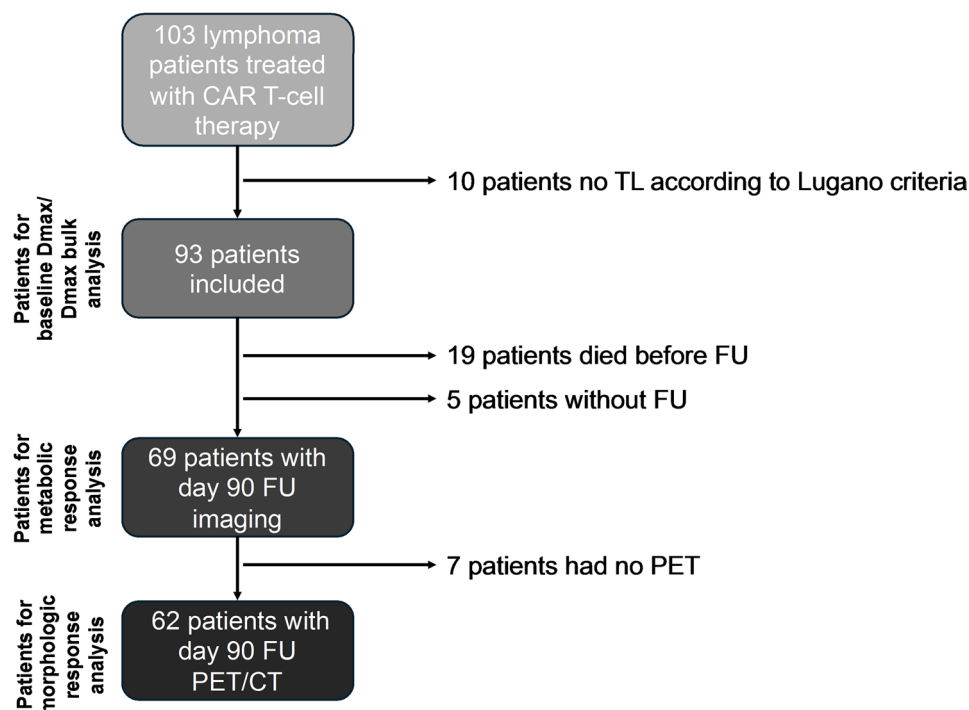 103 lymphoma
patients treated
with CAR T-cell
therapy
10 patients no TL according to Lugano criteria
Patients for
baseline Dmax/
Dmax bulk
analysis
93 patients
included
19 patients died before FU
5 patients without FU
Patients for
metabolic
response
analysis
69 patients with
day 90 FU
imaging
7 patients had no PET
Patients for
morphologic
response
analysis
62 patients with
day 90 FU
PET/CT